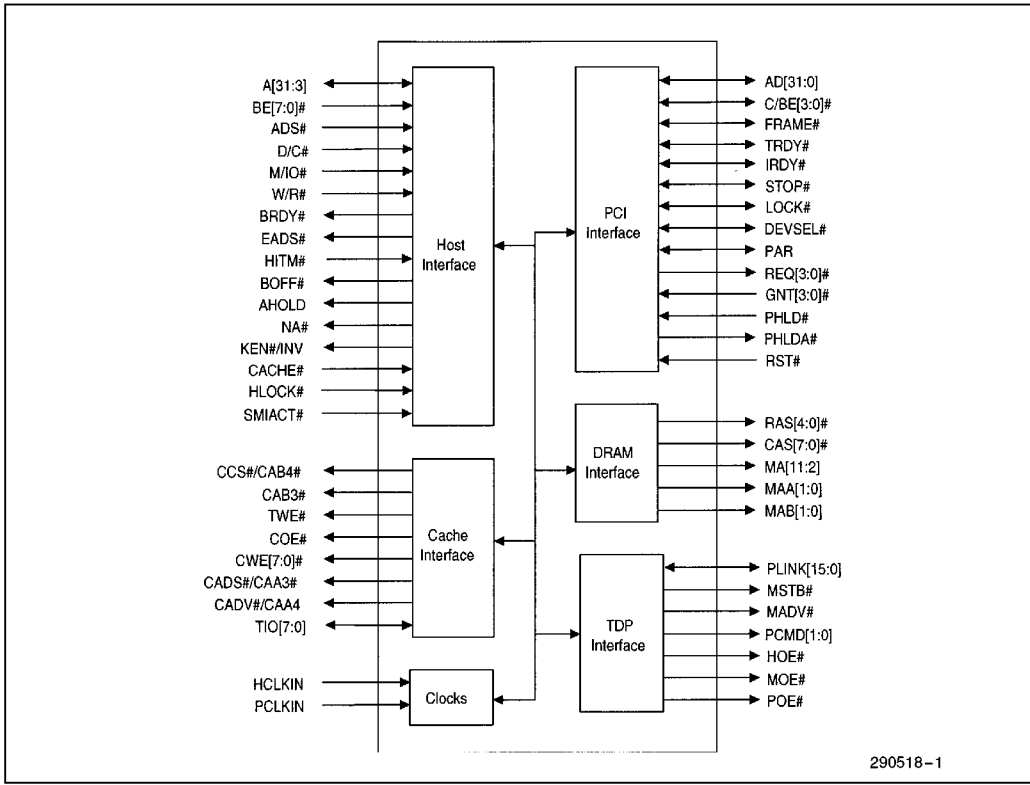 A[31:3]
BE[7:0]#
ADS#
D/C#
M/IO#
W/R#
BRDY#
EADS#
HITM#
BOFF#
AHOLD
NA#
KEN#/INV
CACHE#
HLOCK#
SMIACT#
Host
Interface
CCS#/CAB4#
CAB3#
TWE#
COE#
CWE[7:0]#
CADS#/CAA3#
CADV#/CAA4
TIO[7:0]
Cache
Interface
HCLKIN
PCLKIN
Clocks
PCI
Interface
AD[31:0]
C/BE[3:0]#
FRAME#
TRDY#
IRDY#
STOP#
LOCK#
DEVSEL#
PAR
REQ[3:0]#
GNT[3:0]#
PHLD#
PHLDA#
RST#
DRAM
Interface
RAS[4:0]#
CAS[7:0]#
MA[11:2]
MAA[1:0]
MAB[1:0]
TDP
Interface
PLINK[15:0]
MSTB#
MADV#
PCMD[1:0]
HOE#
MOE#
POE#
290518-1